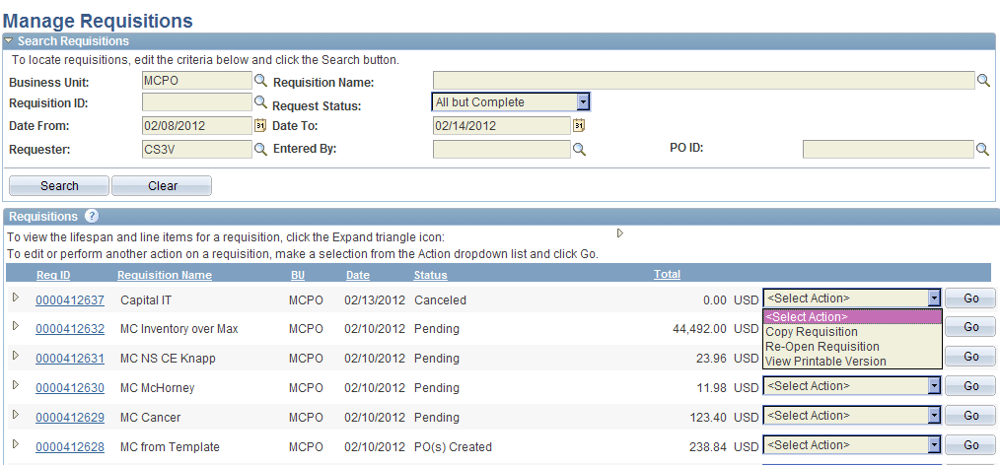 Manage Requisitions
Search Requisitions
To locate requisitions, edit the criteria below and click the Search button.
Business Unit: MCPO Requisition Name:
Requisition ID: Request Status: All but Complete
Date From: 02/08/2012 31 Date To: 02/14/2012 31
Requester: CS3V Entered By: PO ID:
Search Clear
Requisitions ?
To view the lifespan and line items for a requisition, click the Expand triangle icon:
To edit or perform another action on a requisition, make a selection from the Action dropdown list and click Go.
Req ID Requisition Name BU Date Status Total
0000412637 Capital IT MCPO 02/13/2012 Canceled 0.00 USD <Select Action> Go
<Select Action>
0000412632 MC Inventory over Max MCPO 02/10/2012 Pending 44,492.00 USD Copy Requisition Go
Re-Open Requisition
0000412631 MC NS CE Knapp MCPO 02/10/2012 Pending 23.96 USD View Printable Version Go
0000412630 MC McHorney MCPO 02/10/2012 Pending 11.98 USD <Select Action> Go
0000412629 MC Cancer MCPO 02/10/2012 Pending 123.40 USD <Select Action> Go
0000412628 MC from Template MCPO 02/10/2012 PO(s) Created 238.84 USD <Select Action> Go